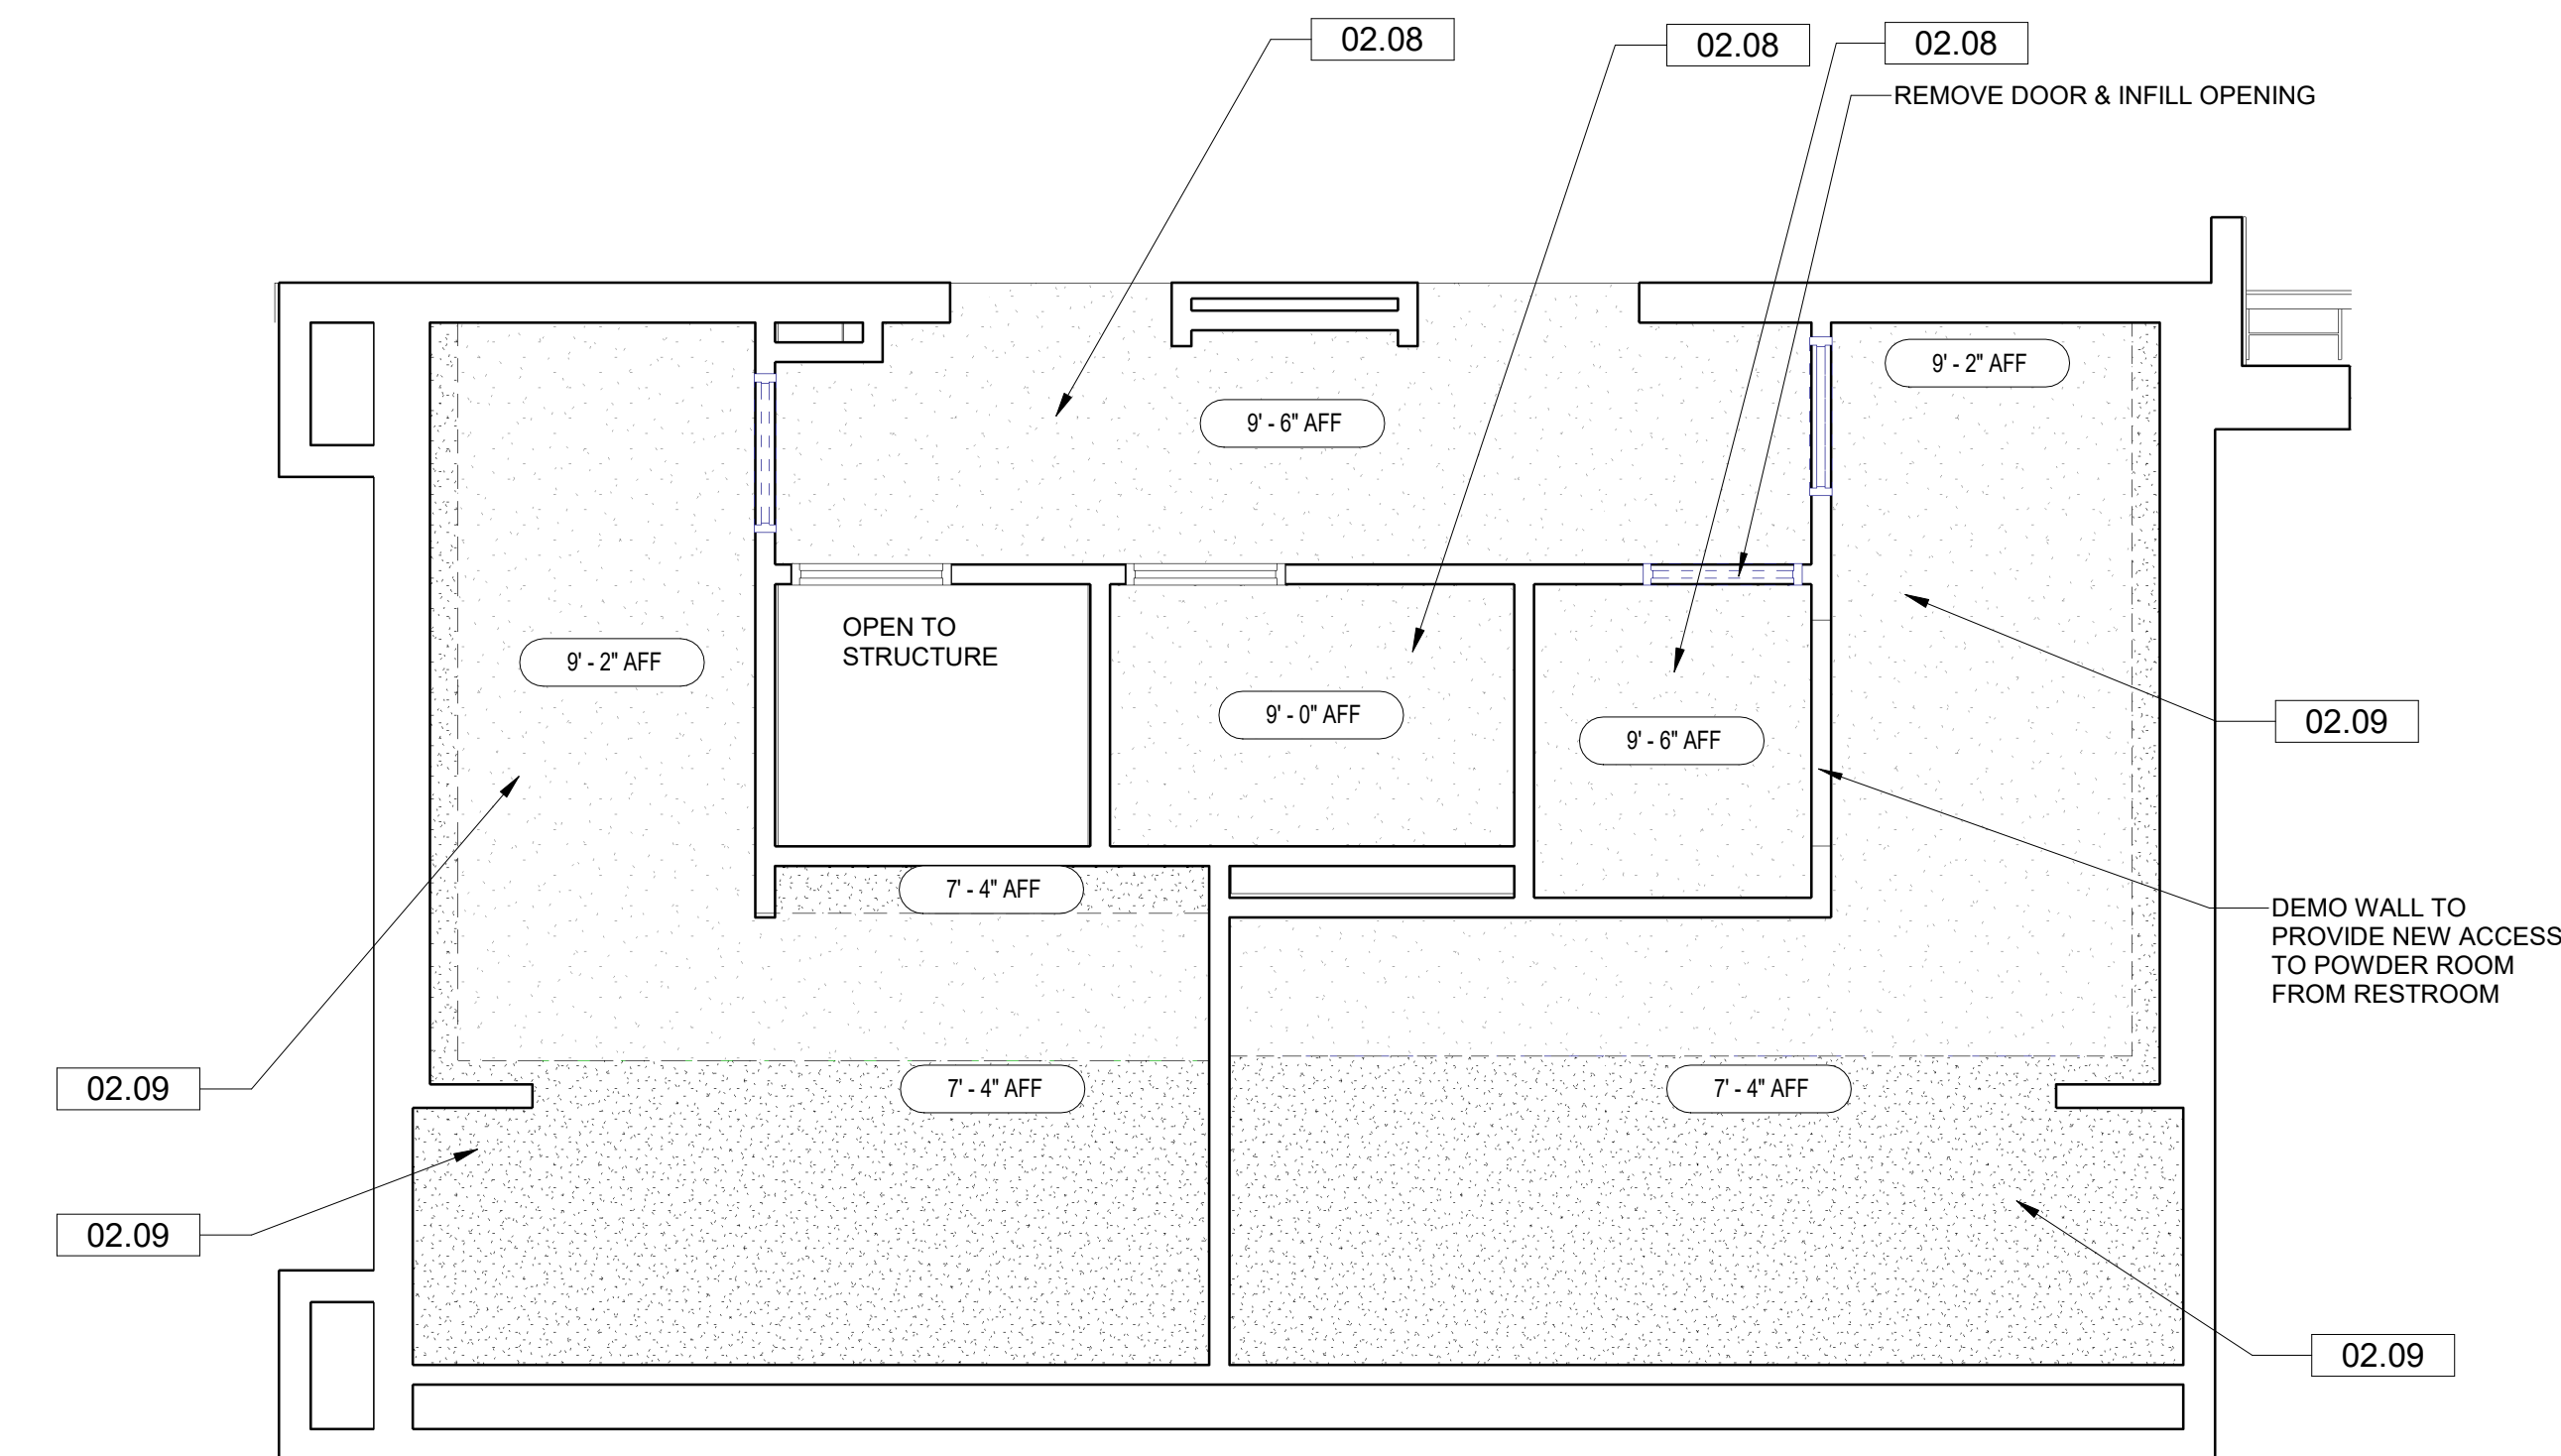 02.08
02.08
02.08
REMOVE DOOR & INFILL OPENING
9' - 2" AFF
9' - 6" AFF
OPEN TO
STRUCTURE
9' - 2" AFF
9' - 0" AFF
9' - 6" AFF
02.09
7' - 4" AFF
DEMO WALL TO
PROVIDE NEW ACCESS
TO POWDER ROOM
FROM RESTROOM
02.09
7' - 4" AFF
7' - 4" AFF
02.09
02.09